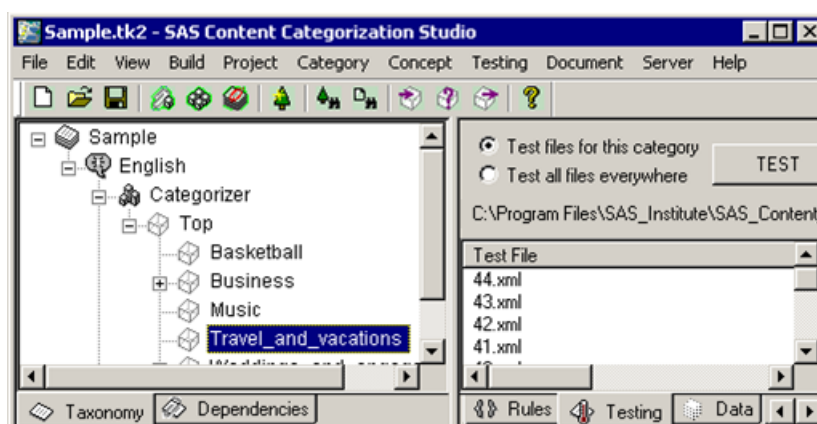 Sample.tk2 - SAS Content Categorization Studio
File Edit View Build Project Category Concept Testing Document Server Help
Sample
English
Categorizer
Top
Basketball
Business
Music
Travel_and_vacations
Test files for this category
Test all files everywhere
TEST
C:\Program Files\SAS_Institute\SAS_Content
Test File
44.xml
43.xml
42.xml
41.xml
Taxonomy Dependencies
Rules Testing Data